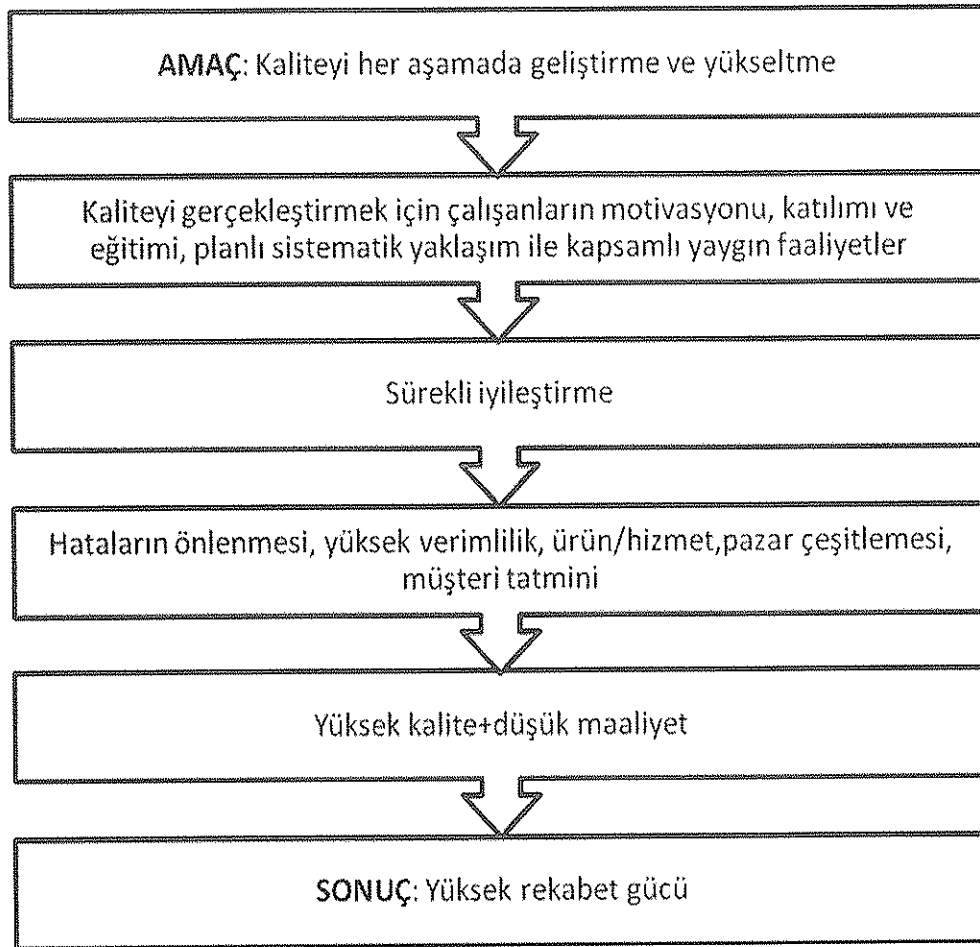 AMAÇ: Kaliteyi her aşamada geliştirme ve yükseltme
Kaliteyi gerçekleştirmek için çalışanların motivasyonu, katılımı ve
eğitimi, planlı sistematik yaklaşım ile kapsamlı yaygın faaliyetler
Sürekli iyileştirme
Hataların önlenmesi, yüksek verimlilik, ürün/hizmet,pazar çeşitlemesi,
müşteri tatmini
Yüksek kalite+düşük maaliyet
SONUÇ: Yüksek rekabet gücü